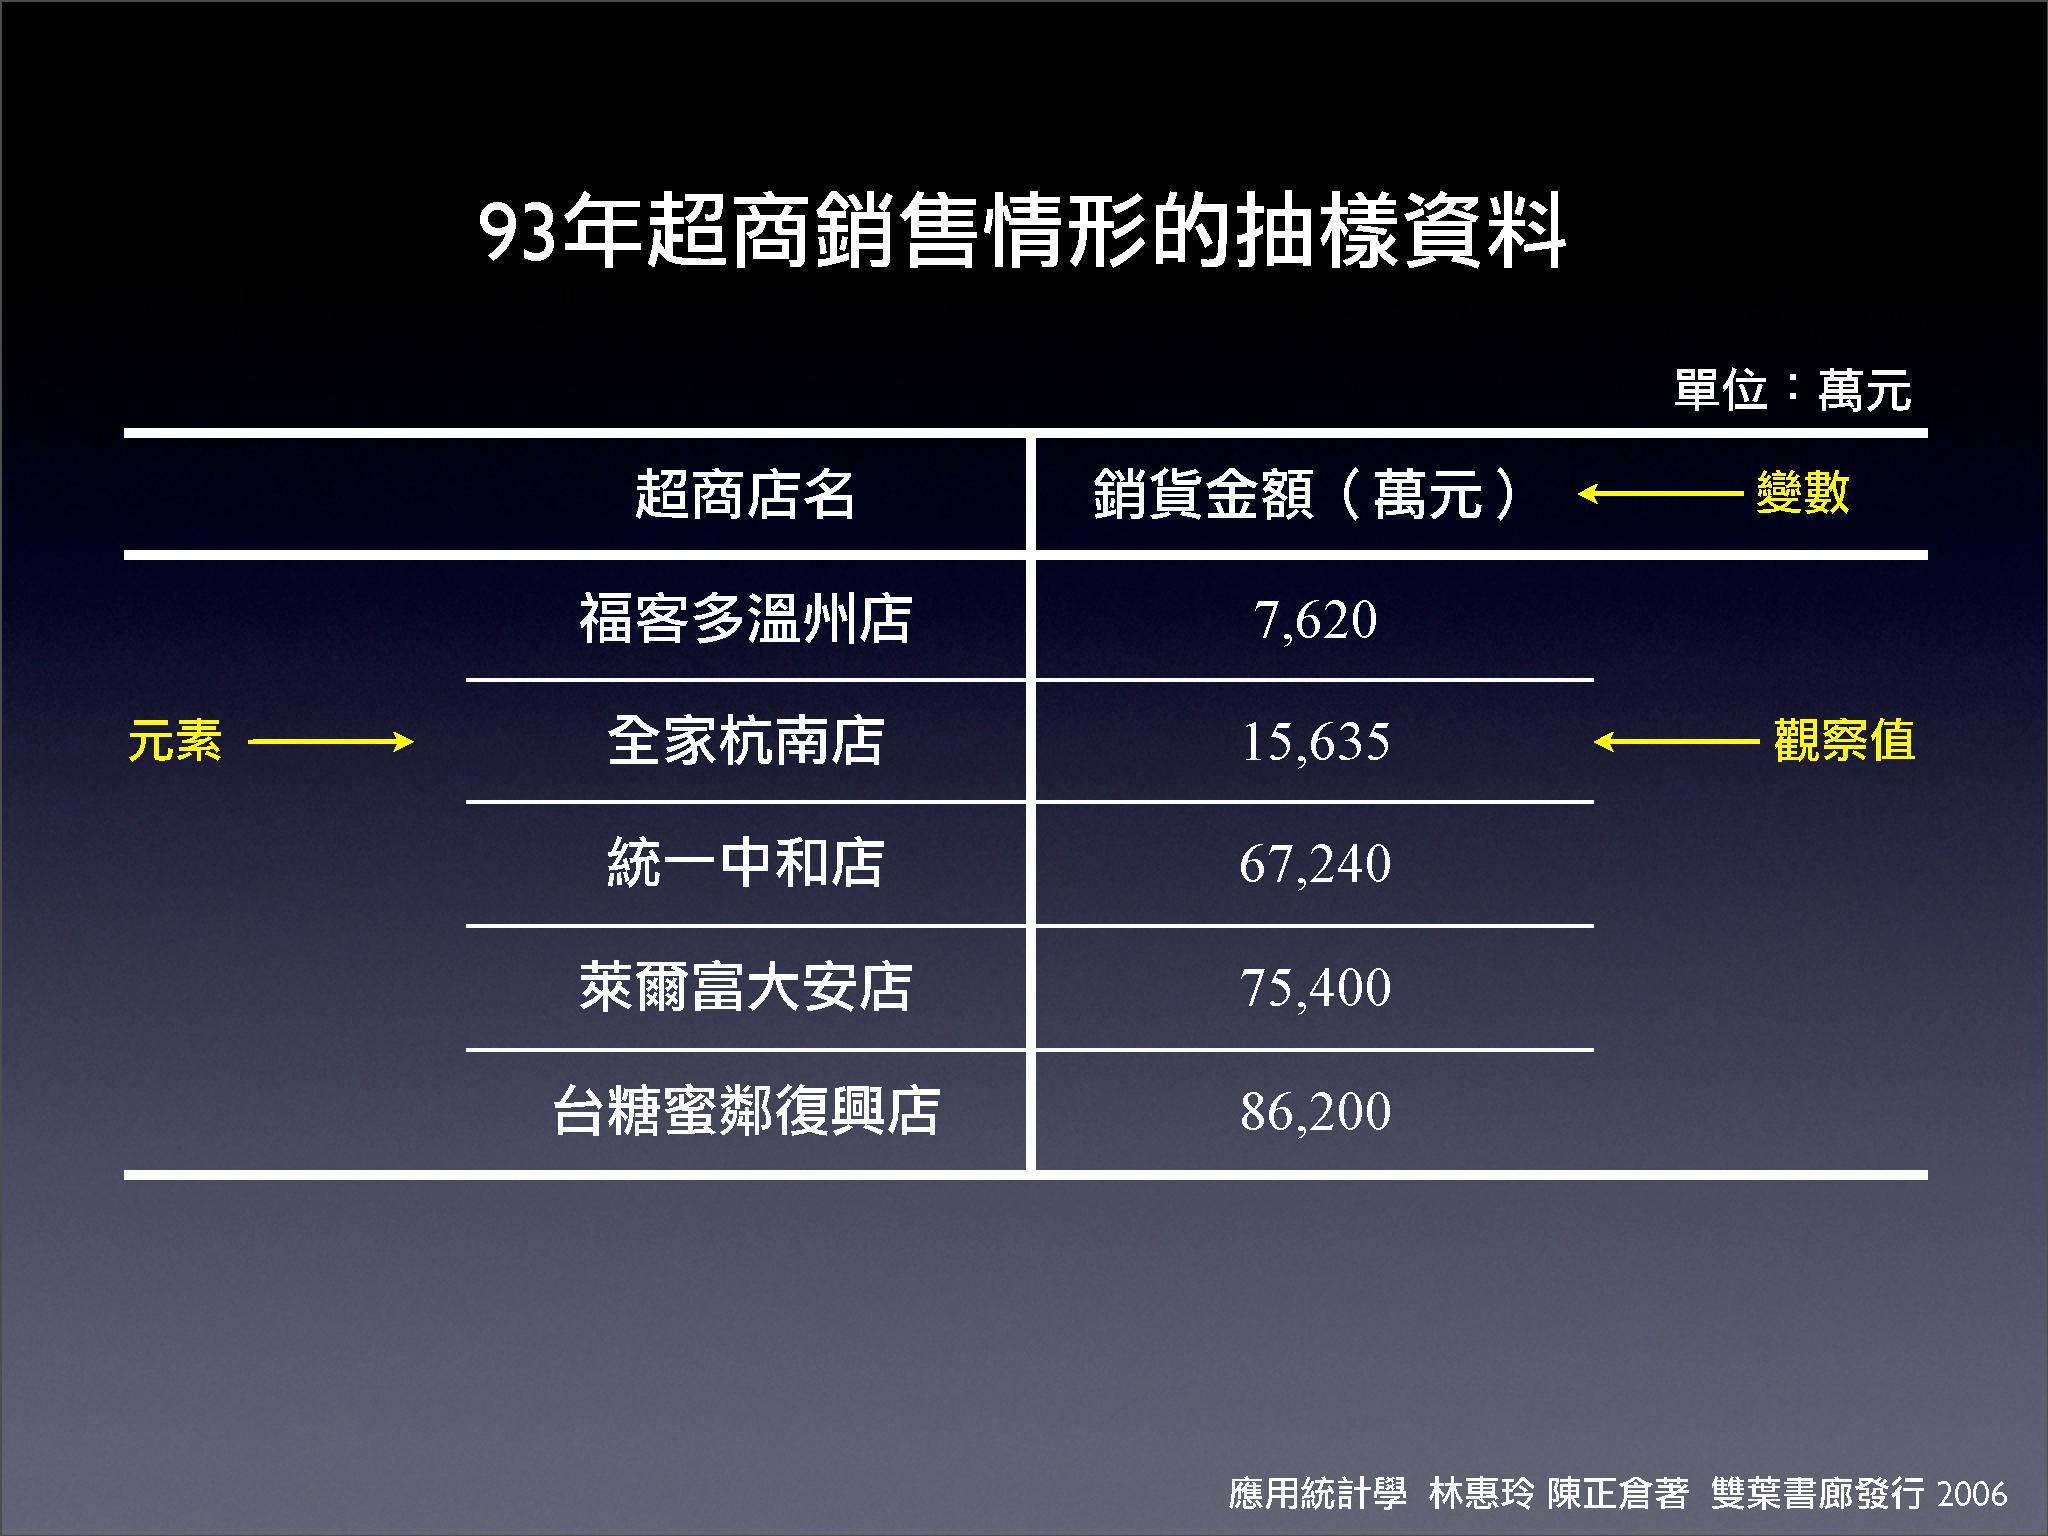 93年超商銷售情形的抽樣資料
單位：萬元
超商店名 銷貨金額（萬元） 變數
福客多溫州店 7,620
元素 全家杭南店 15,635 觀察值
統一中和店 67,240
萊爾富大安店 75,400
台糖蜜鄰復興店 86,200
應用統計學 林惠玲 陳正倉著 雙葉書廊發行 2006